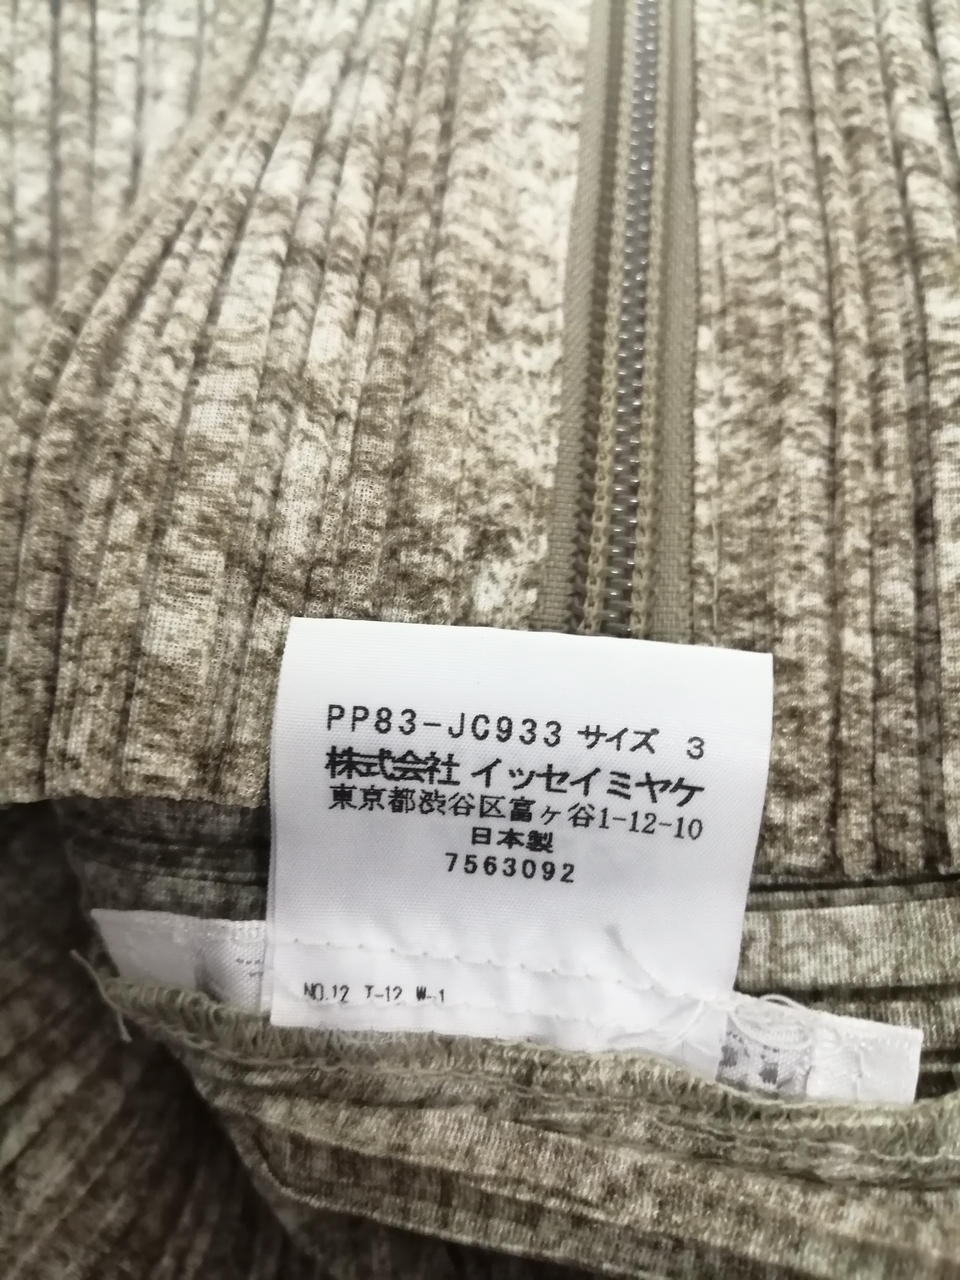 PP83-JC933 サイズ 3
株式会社 イッセイミヤケ
東京都渋谷区富ヶ谷1-12-10
日本製
7563092
NO.12 T-12 W-1